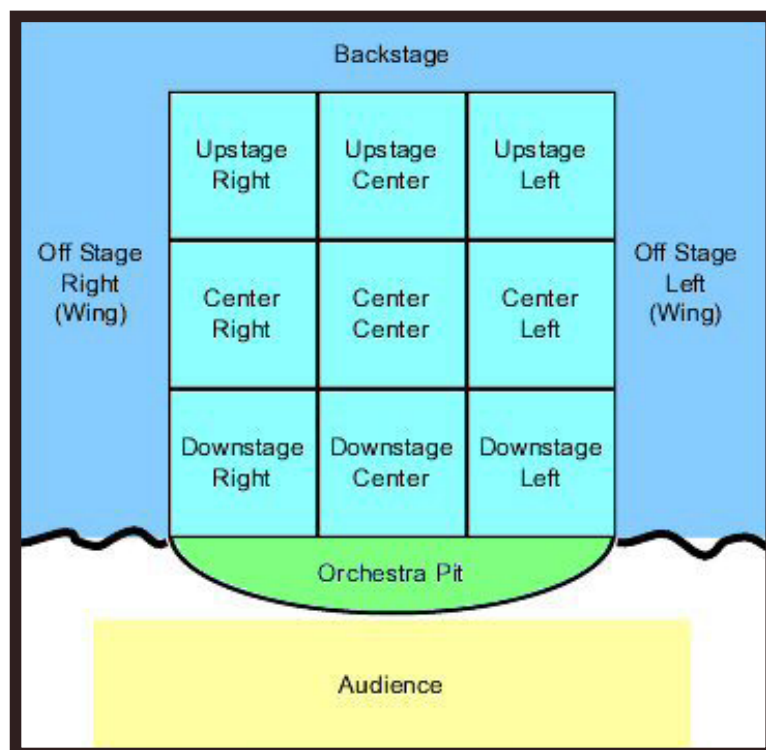 Backstage
Upstage
Right
Upstage
Center
Upstage
Left
Off Stage
Right
(Wing)
Center
Right
Center
Center
Center
Left
Off Stage
Left
(Wing)
Downstage
Right
Downstage
Center
Downstage
Left
Orchestra Pit
Audience